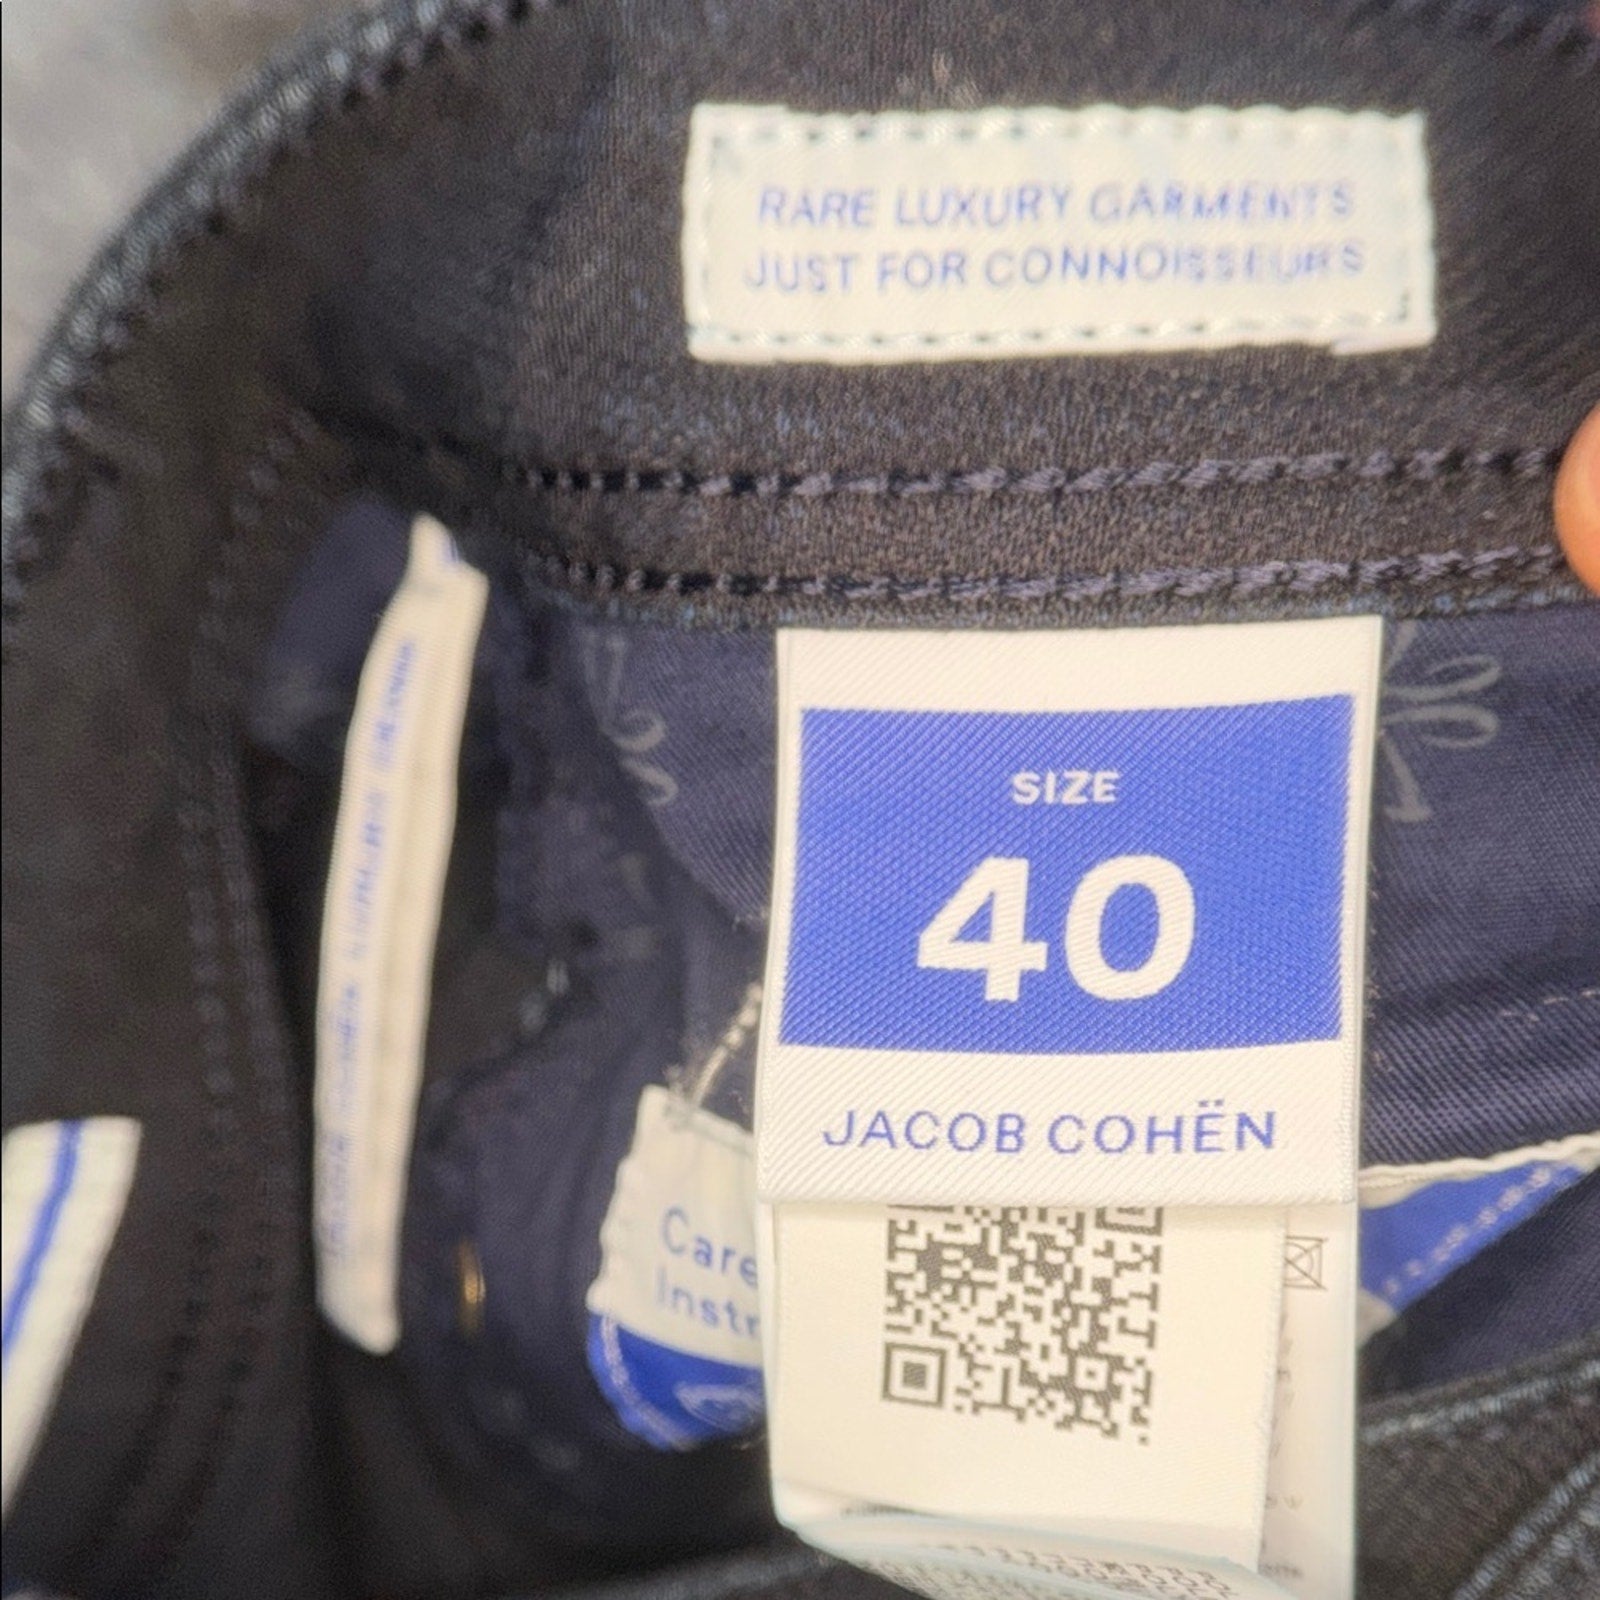 RARE LUXURY GARMENTS
JUST FOR CONNOISSEURS
SIZE
40
JACOB COHËN
Care
Instr